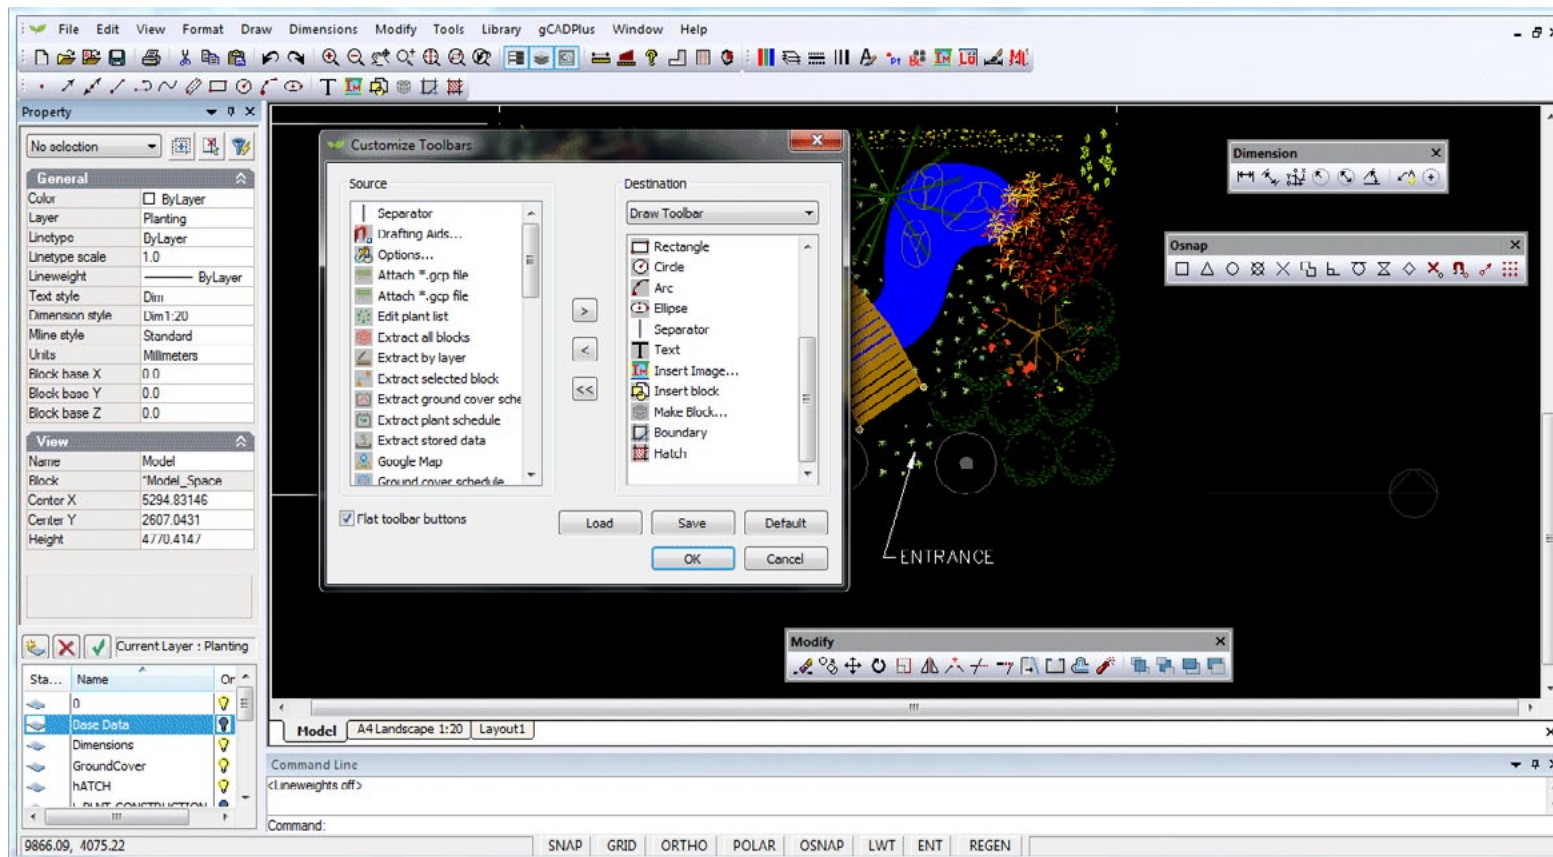 File Edit View Format Draw Dimensions Modify Tools Library gCADPlus Window Help
Property
No selection
General
Color ByLayer
Layer Planting
Linetype ByLayer
Linetype scale 1.0
Lineweight ByLayer
Text style Dim
Dimension style Dim1:20
Mline style Standard
Units Millimeters
Block base X 0.0
Block base Y 0.0
Block base Z 0.0
View
Name Model
Block *Model_Space
Center X 5294.83146
Center Y 2607.0431
Height 4770.4147
Current Layer : Planting
Sta... Name Or
0
Base Data
Dimensions
GroundCover
hATCH
Customize Toolbars
Source
Separator
Drafting Aids...
Options...
Attach *.gcp file
Attach *.gcp file
Edit plant list
Extract all blocks
Extract by layer
Extract selected block
Extract ground cover sche
Extract plant schedule
Extract stored data
Google Map
Ground cover schedule
>
<
<<
Destination
Draw Toolbar
Rectangle
Circle
Arc
Ellipse
Separator
Text
Insert Image...
Insert block
Make Block...
Boundary
Hatch
Flat toolbar buttons
Load Save Default
OK Cancel
Dimension
Osnap
ENTRANCE
Modify
Model A4 Landscape 1:20 Layout1
Command Line
<Lineweights off>
Command:
9866.09, 4075.22 SNAP GRID ORTHO POLAR OSNAP LWT ENT REGEN